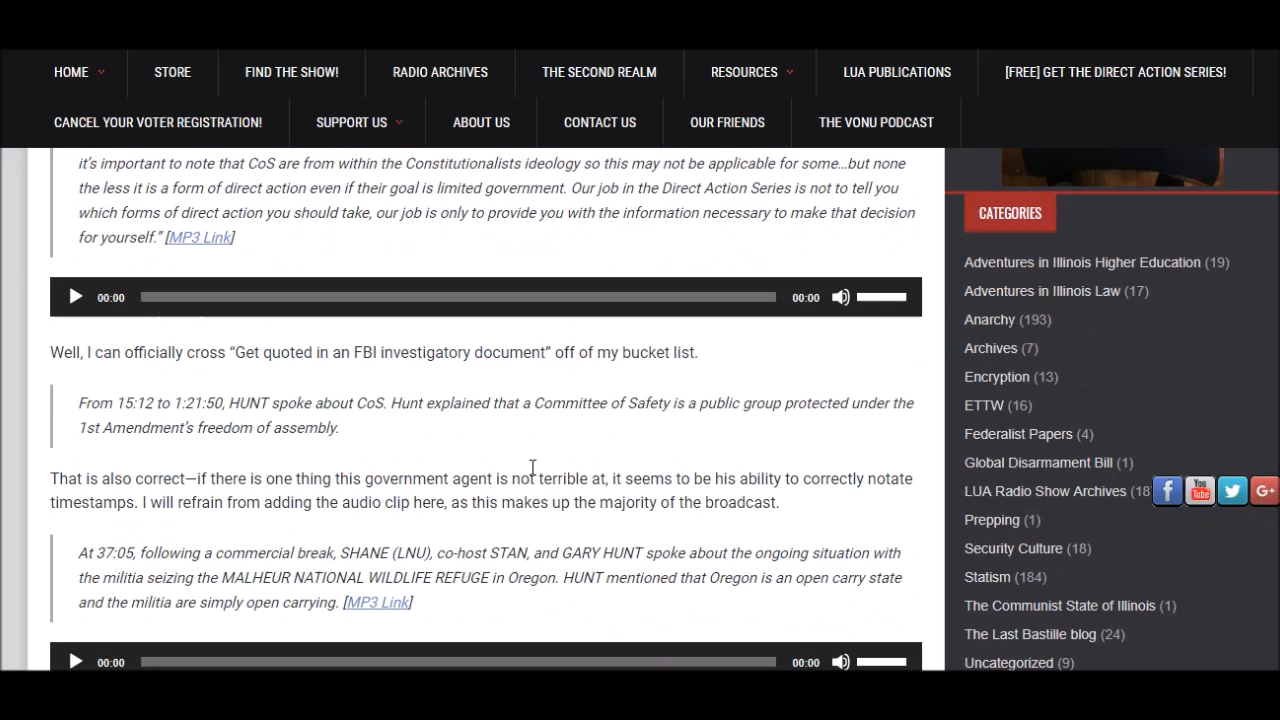 HOME
STORE
FIND THE SHOW!
RADIO ARCHIVES
THE SECOND REALM
RESOURCES
LUA PUBLICATIONS
[FREE] GET THE DIRECT ACTION SERIES!
CANCEL YOUR VOTER REGISTRATION!
SUPPORT US
ABOUT US
CONTACT US
OUR FRIENDS
THE VONU PODCAST
it's important to note that CoS are from within the Constitutionalists ideology so this may not be applicable for some…but none
the less it is a form of direct action even if their goal is limited government. Our job in the Direct Action Series is not to tell you
which forms of direct action you should take, our job is only to provide you with the information necessary to make that decision
for yourself.” [MP3 Link]
00:00
00:00
Well, I can officially cross “Get quoted in an FBI investigatory document” off of my bucket list.
From 15:12 to 1:21:50, HUNT spoke about CoS. Hunt explained that a Committee of Safety is a public group protected under the
1st Amendment's freedom of assembly.
That is also correct—if there is one thing this government agent is not terrible at, it seems to be his ability to correctly notate
timestamps. I will refrain from adding the audio clip here, as this makes up the majority of the broadcast.
At 37:05, following a commercial break, SHANE (LNU), co-host STAN, and GARY HUNT spoke about the ongoing situation with
the militia seizing the MALHEUR NATIONAL WILDLIFE REFUGE in Oregon. HUNT mentioned that Oregon is an open carry state
and the militia are simply open carrying. [MP3 Link]
00:00
00:00
CATEGORIES
Adventures in Illinois Higher Education (19)
Adventures in Illinois Law (17)
Anarchy (193)
Archives (7)
Encryption (13)
ETTW (16)
Federalist Papers (4)
Global Disarmament Bill (1)
LUA Radio Show Archives (18
f
You
Tube
G+
Prepping (1)
Security Culture (18)
Statism (184)
The Communist State of Illinois (1)
The Last Bastille blog (24)
Uncategorized (9)